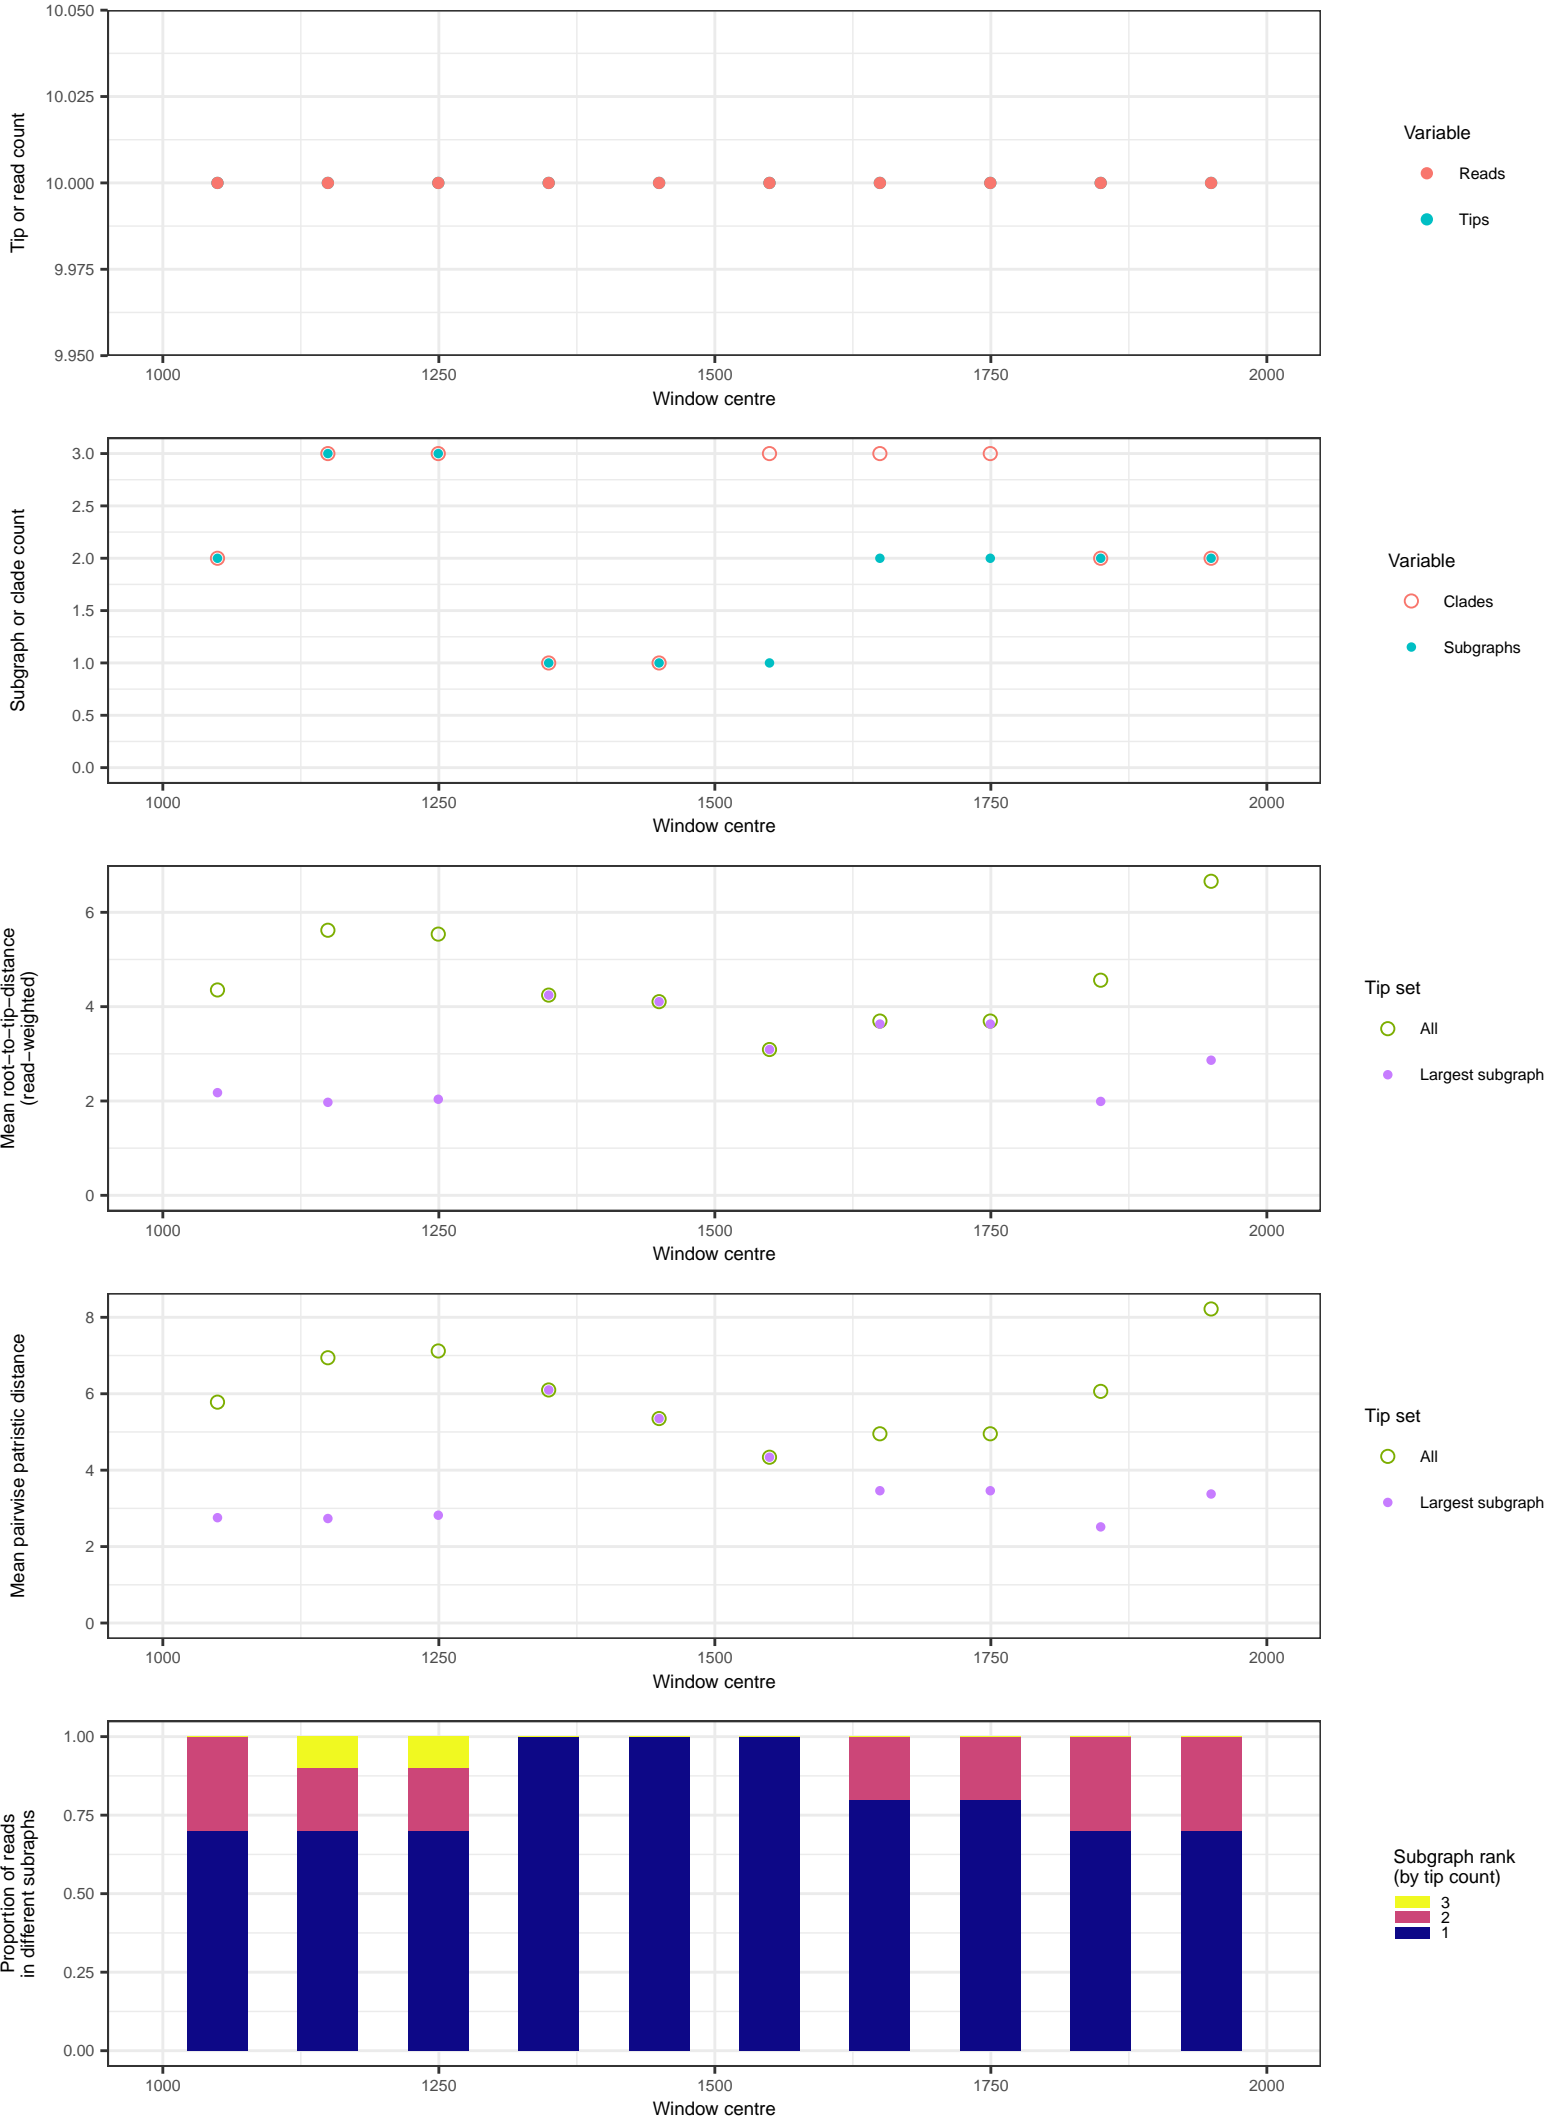 10.050
10.025
10.000
9.975
9.950
Tip or read count
1000 1250 1500 1750 2000
Window centre
Variable
Reads
Tips
3.0
2.5
2.0
1.5
1.0
0.5
0.0
Subgraph or clade count
1000 1250 1500 1750 2000
Window centre
Variable
Clades
Subgraphs
6
4
2
0
Mean root−to−tip−distance
(read−weighted)
1000 1250 1500 1750 2000
Window centre
Tip set
All
Largest subgraph
8
6
4
2
0
Mean pairwise patristic distance
1000 1250 1500 1750 2000
Window centre
Tip set
All
Largest subgraph
1.00
0.75
0.50
0.25
0.00
Proportion of reads
in different subraphs
1000 1250 1500 1750 2000
Window centre
Subgraph rank
(by tip count)
3
2
1